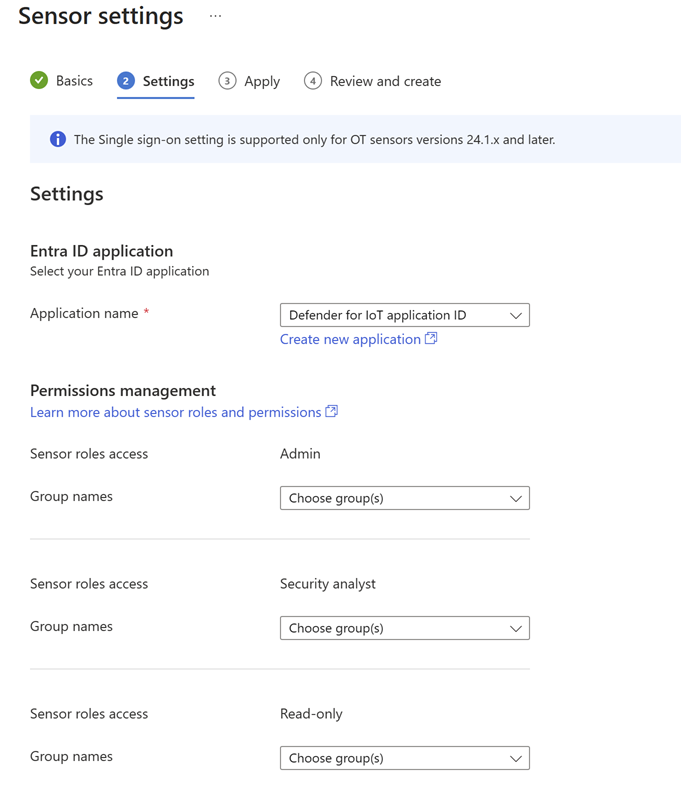 Sensor settings ...
Basics 2 Settings 3 Apply 4 Review and create
The Single sign-on setting is supported only for OT sensors versions 24.1.x and later.
Settings
Entra ID application
Select your Entra ID application
Application name * Defender for IoT application ID
Create new application
Permissions management
Learn more about sensor roles and permissions
Sensor roles access Admin
Group names Choose group(s)
Sensor roles access Security analyst
Group names Choose group(s)
Sensor roles access Read-only
Group names Choose group(s)